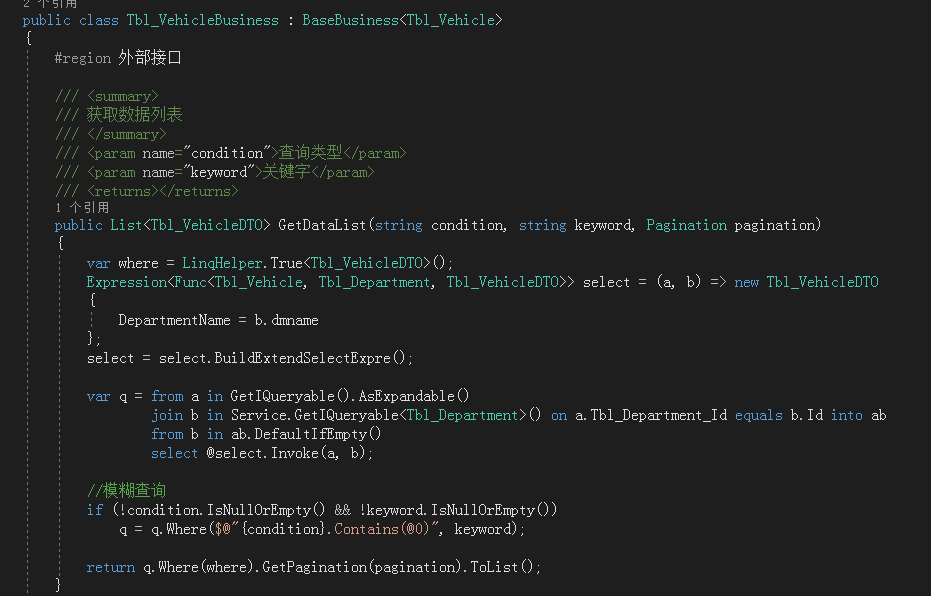 2 个引用
public class Tbl_VehicleBusiness : BaseBusiness<Tbl_Vehicle>
{
#region 外部接口
/// <summary>
/// 获取数据列表
/// </summary>
/// <param name="condition">查询类型</param>
/// <param name="keyword">关键字</param>
/// <returns></returns>
1 个引用
public List<Tbl_VehicleDTO> GetDataList(string condition, string keyword, Pagination pagination)
{
var where = LinqHelper.True<Tbl_VehicleDTO>();
Expression<Func<Tbl_Vehicle, Tbl_Department, Tbl_VehicleDTO>> select = (a, b) => new Tbl_VehicleDTO
{
DepartmentName = b.dmname
};
select = select.BuildExtendSelectExpre();
var q = from a in GetIQueryable().AsExpandable()
join b in Service.GetIQueryable<Tbl_Department>() on a.Tbl_Department_Id equals b.Id into ab
from b in ab.DefaultIfEmpty()
select @select.Invoke(a, b);
//模糊查询
if (!condition.IsNullOrEmpty() && !keyword.IsNullOrEmpty())
q = q.Where($@"{condition}.Contains(@0)", keyword);
return q.Where(where).GetPagination(pagination).ToList();
}